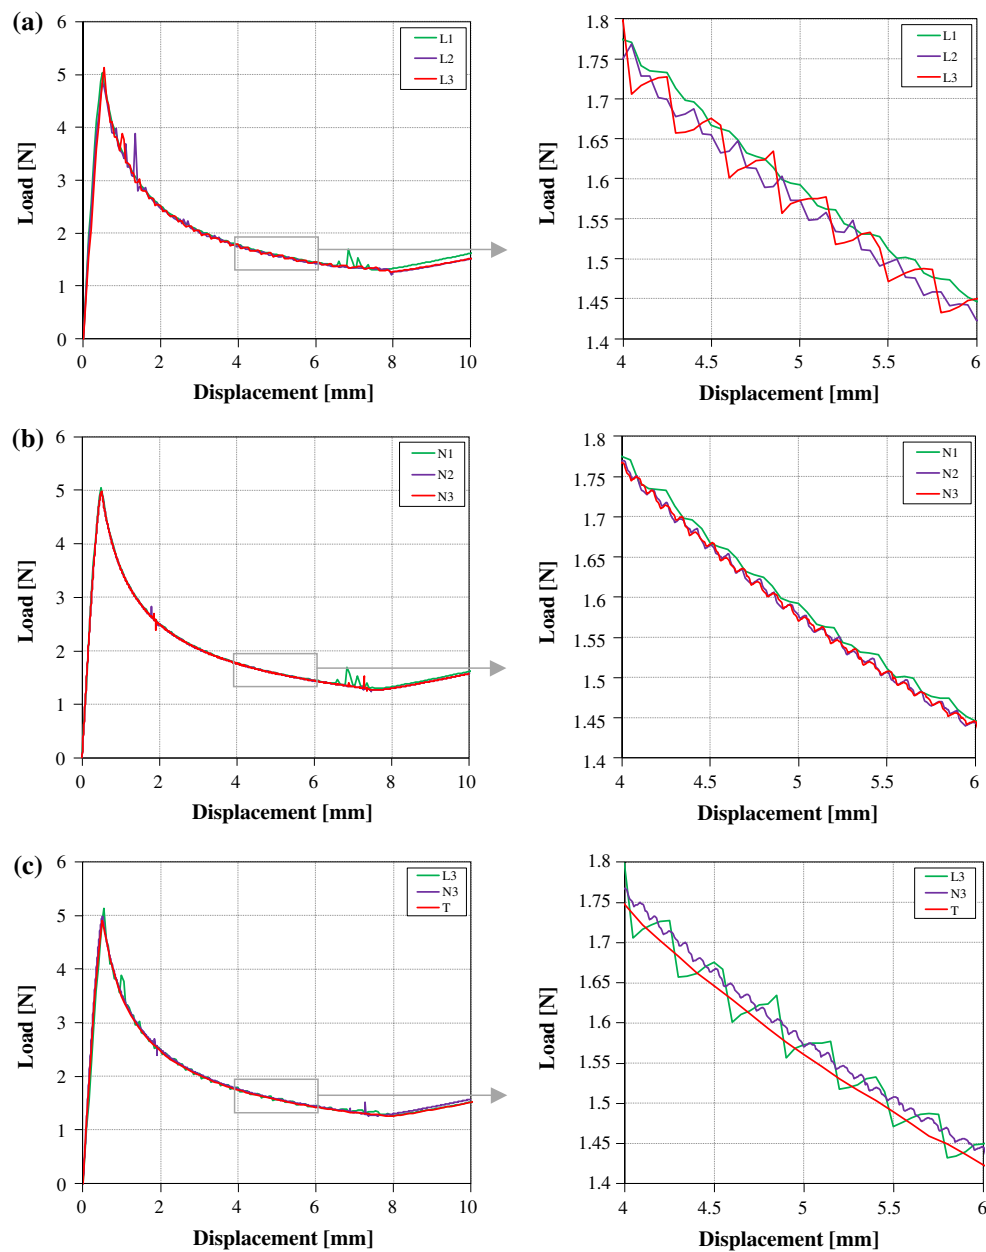 (a)
6
5
4
3
2
1
0
Load [N]
0 2 4 6 8 10
Displacement [mm]
L1
L2
L3
1.8
1.75
1.7
1.65
1.6
1.55
1.5
1.45
1.4
Load [N]
4 4.5 5 5.5 6
Displacement [mm]
L1
L2
L3
(b)
6
5
4
3
2
1
0
Load [N]
0 2 4 6 8 10
Displacement [mm]
N1
N2
N3
1.8
1.75
1.7
1.65
1.6
1.55
1.5
1.45
1.4
Load [N]
4 4.5 5 5.5 6
Displacement [mm]
N1
N2
N3
(c)
6
5
4
3
2
1
0
Load [N]
0 2 4 6 8 10
Displacement [mm]
L3
N3
T
1.8
1.75
1.7
1.65
1.6
1.55
1.5
1.45
1.4
Load [N]
4 4.5 5 5.5 6
Displacement [mm]
L3
N3
T